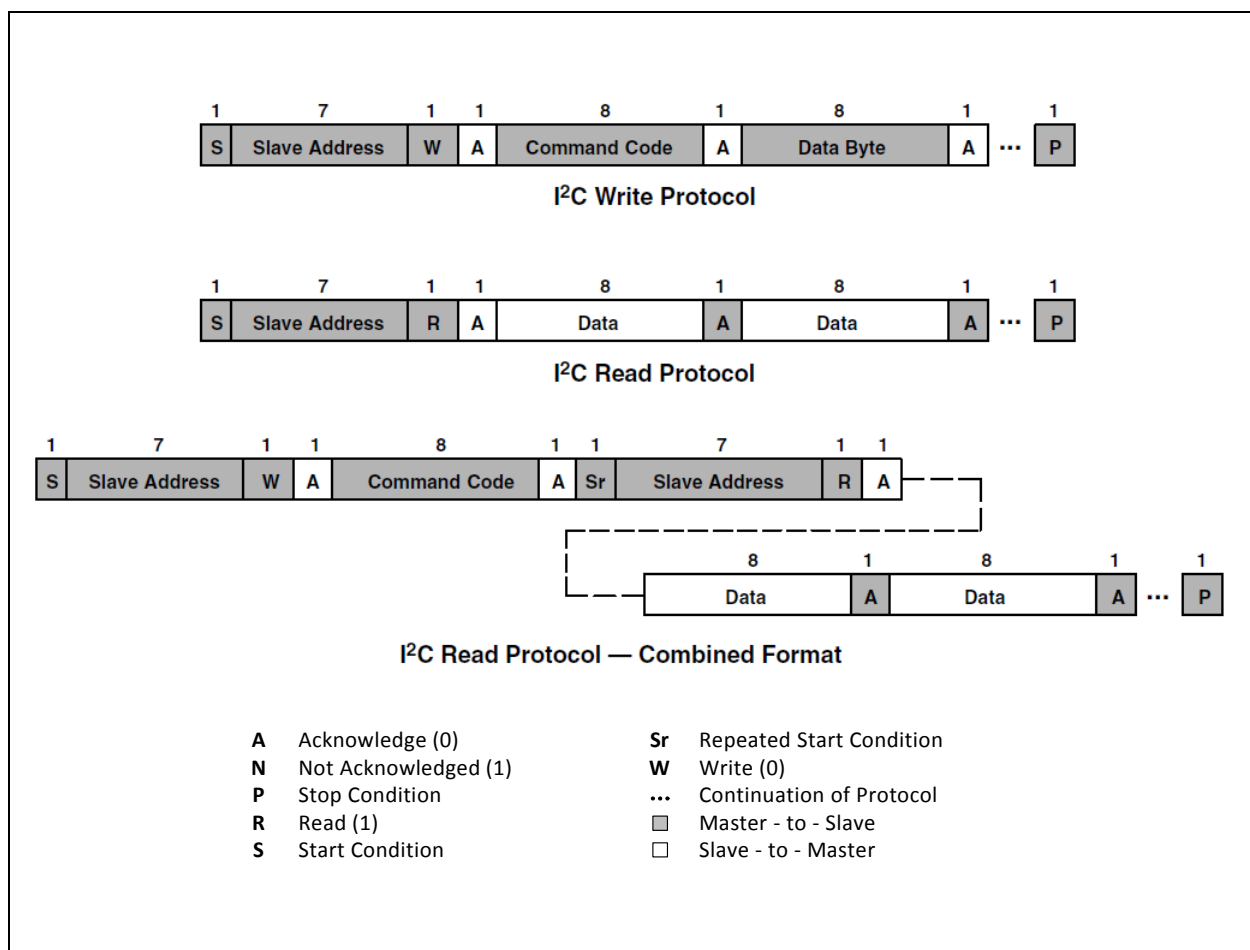 1 7 1 1 8 1 8 1 1
S Slave Address W A Command Code A Data Byte A ... P
I²C Write Protocol
1 7 1 1 8 1 8 1 1
S Slave Address R A Data A Data A ... P
I²C Read Protocol
1 7 1 1 8 1 1 7 1 1
S Slave Address W A Command Code A Sr Slave Address R A
8 1 8 1 1
Data A Data A ... P
I²C Read Protocol — Combined Format
A Acknowledge (0)
N Not Acknowledged (1)
P Stop Condition
R Read (1)
S Start Condition
Sr Repeated Start Condition
W Write (0)
... Continuation of Protocol
Master - to - Slave
Slave - to - Master